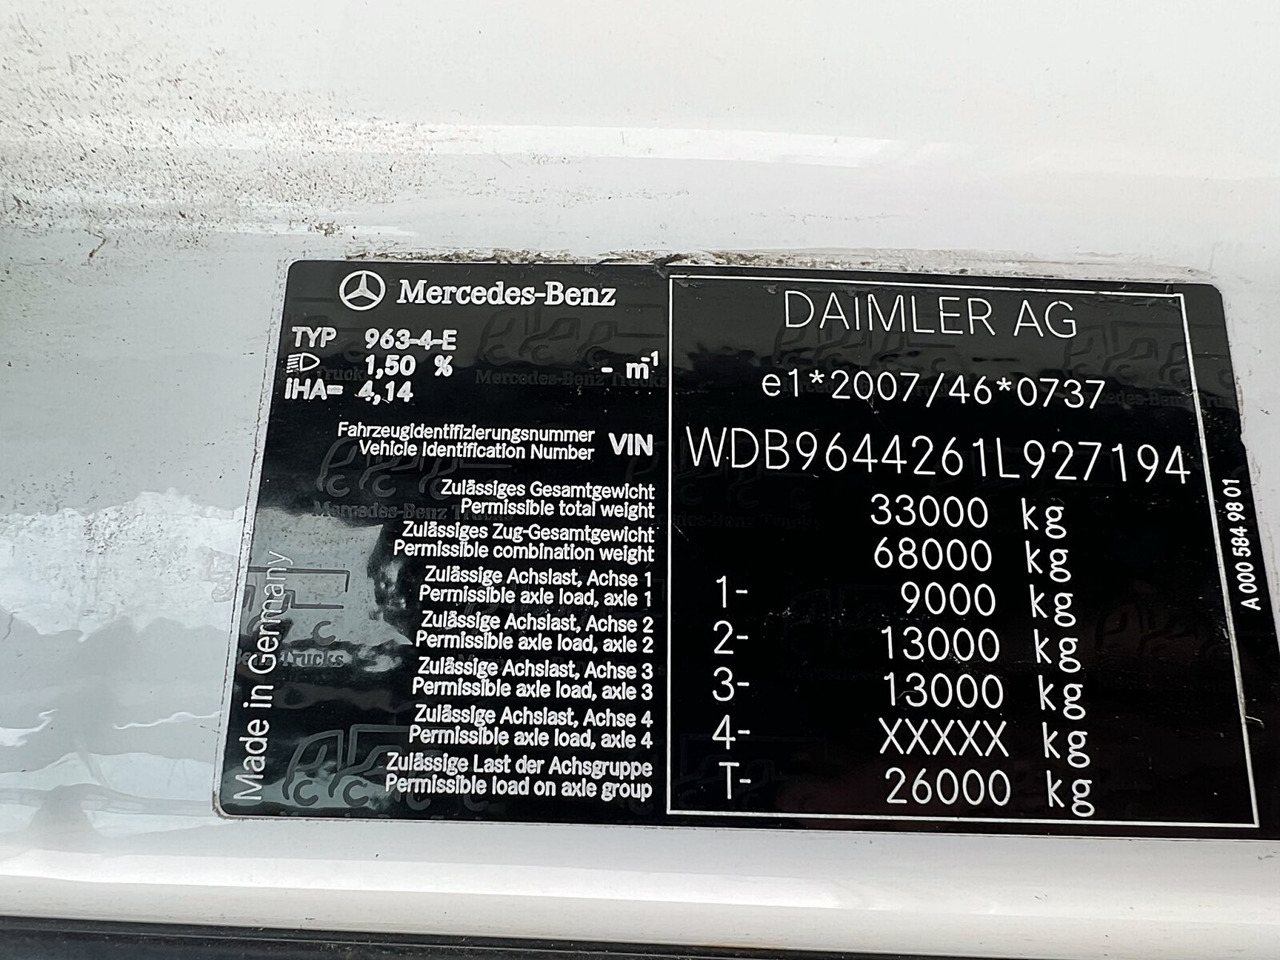 Mercedes-Benz
TYP 963-4-E
1,50 % - m-1
iHA= 4,14
Fahrzeugidentifizierungsnummer
Vehicle Identification Number VIN
Zulässiges Gesamtgewicht
Permissible total weight
Zulässiges Zug-Gesamtgewicht
Permissible combination weight
Zulässige Achslast, Achse 1
Permissible axle load, axle 1
Zulässige Achslast, Achse 2
Permissible axle load, axle 2
Zulässige Achslast, Achse 3
Permissible axle load, axle 3
Zulässige Achslast, Achse 4
Permissible axle load, axle 4
Zulässige Last der Achsgruppe
Permissible load on axle group
Made in Germany
DAIMLER AG
e1*2007/46*0737
WDB9644261L927194
33000 kg
68000 kg
1- 9000 kg
2- 13000 kg
3- 13000 kg
4- XXXXX kg
T- 26000 kg
A 000 584 98 01